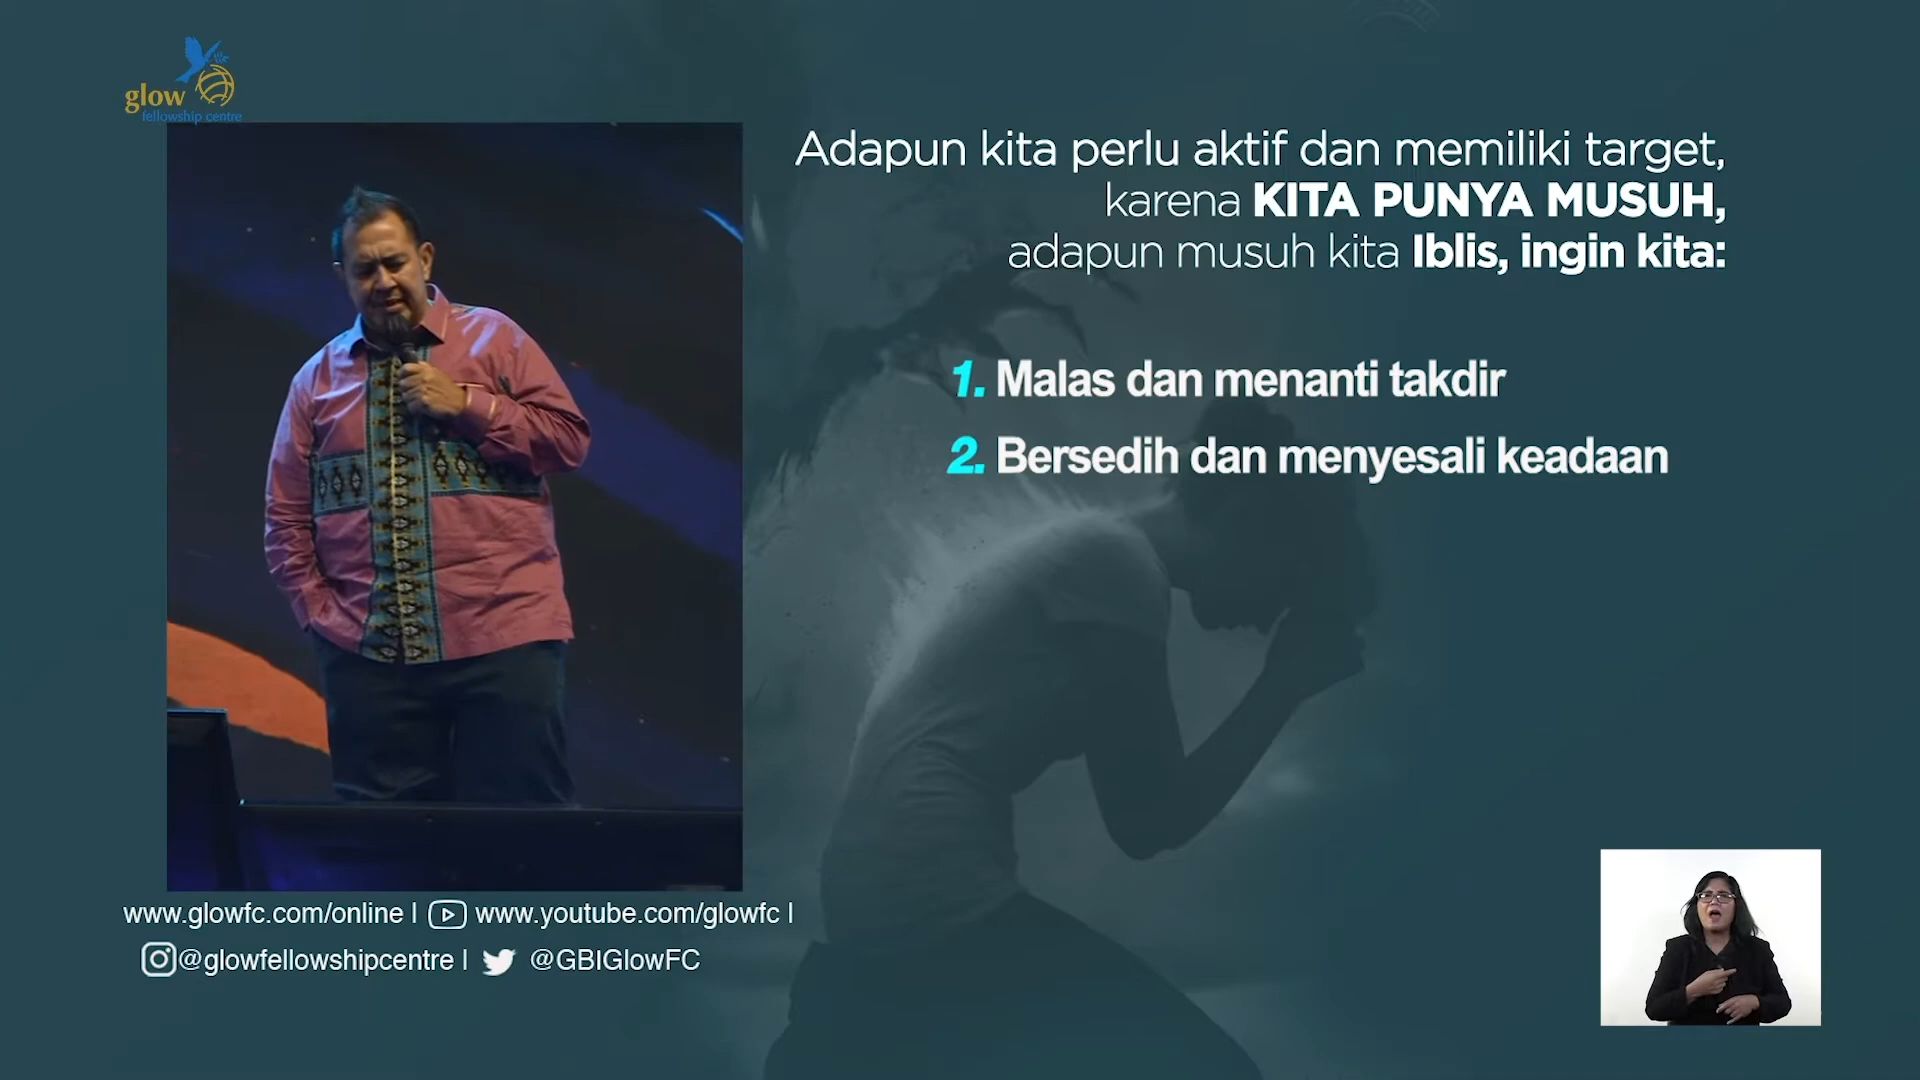 glow
fellowship centre
Adapun kita perlu aktif dan memiliki target,
karena KITA PUNYA MUSUH,
adapun musuh kita Iblis, ingin kita:
1. Malas dan menanti takdir
2. Bersedih dan menyesali keadaan
www.glowfc.com/online | www.youtube.com/glowfc |
@glowfellowshipcentre | @GBIGlowFC